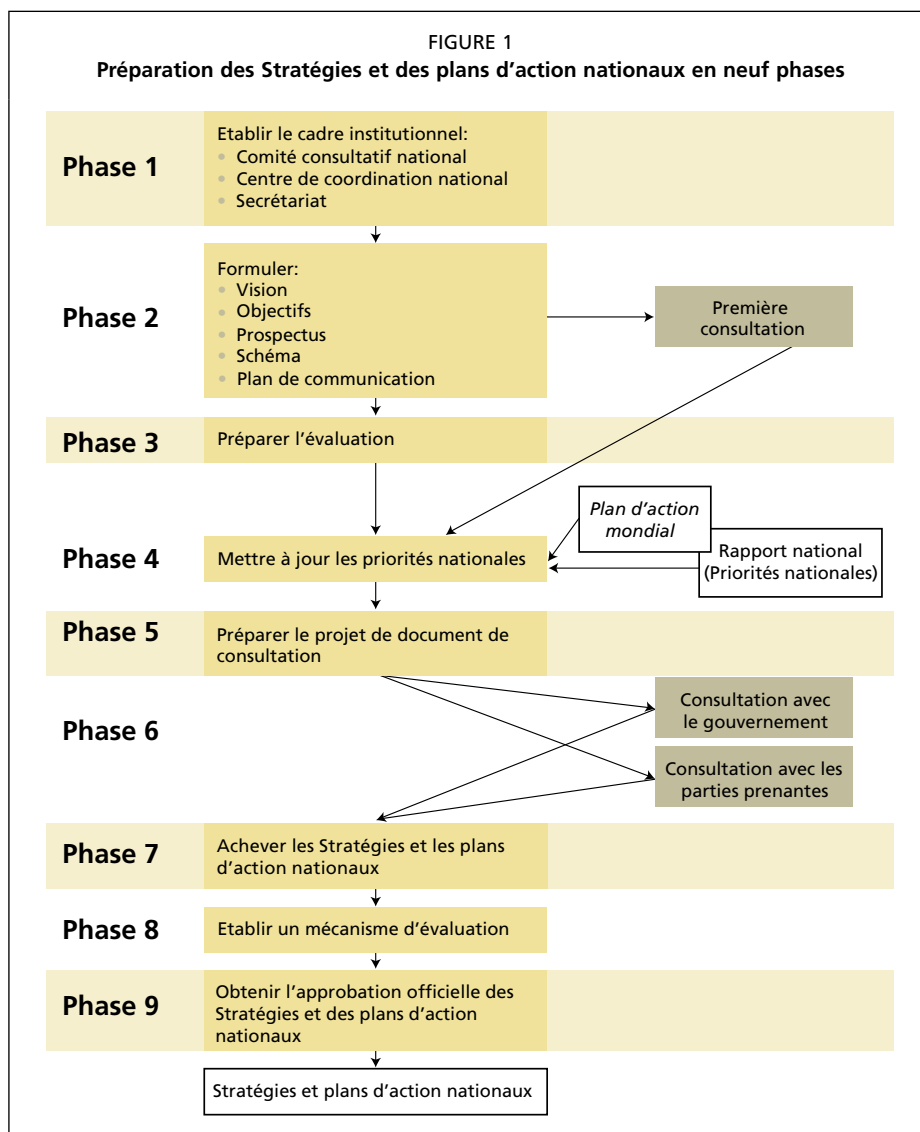 FIGURE 1
Préparation des Stratégies et des plans d’action nationaux en neuf phases
Phase 1
Etablir le cadre institutionnel:
• Comité consultatif national
• Centre de coordination national
• Secrétariat
Phase 2
Formuler:
• Vision
• Objectifs
• Prospectus
• Schéma
• Plan de communication
Première
consultation
Phase 3
Préparer l’évaluation
Phase 4
Mettre à jour les priorités nationales
Plan d’action
mondial
Rapport national
(Priorités nationales)
Phase 5
Préparer le projet de document de
consultation
Phase 6
Consultation avec
le gouvernement
Consultation avec les
parties prenantes
Phase 7
Achever les Stratégies et les plans
d’action nationaux
Phase 8
Etablir un mécanisme d’évaluation
Phase 9
Obtenir l’approbation officielle des
Stratégies et des plans d’action
nationaux
Stratégies et plans d’action nationaux